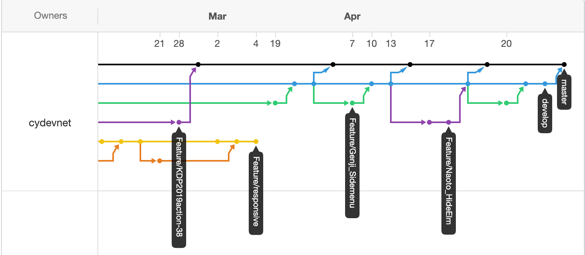 Owners
Mar
Apr
21 28 2 4 19 7 10 13 17 20
cydevnet
master
develop
Feature/KDP2019action-38
Feature/responsive
Feature/Genji_Sidemenu
Feature/Naoto_HideElm